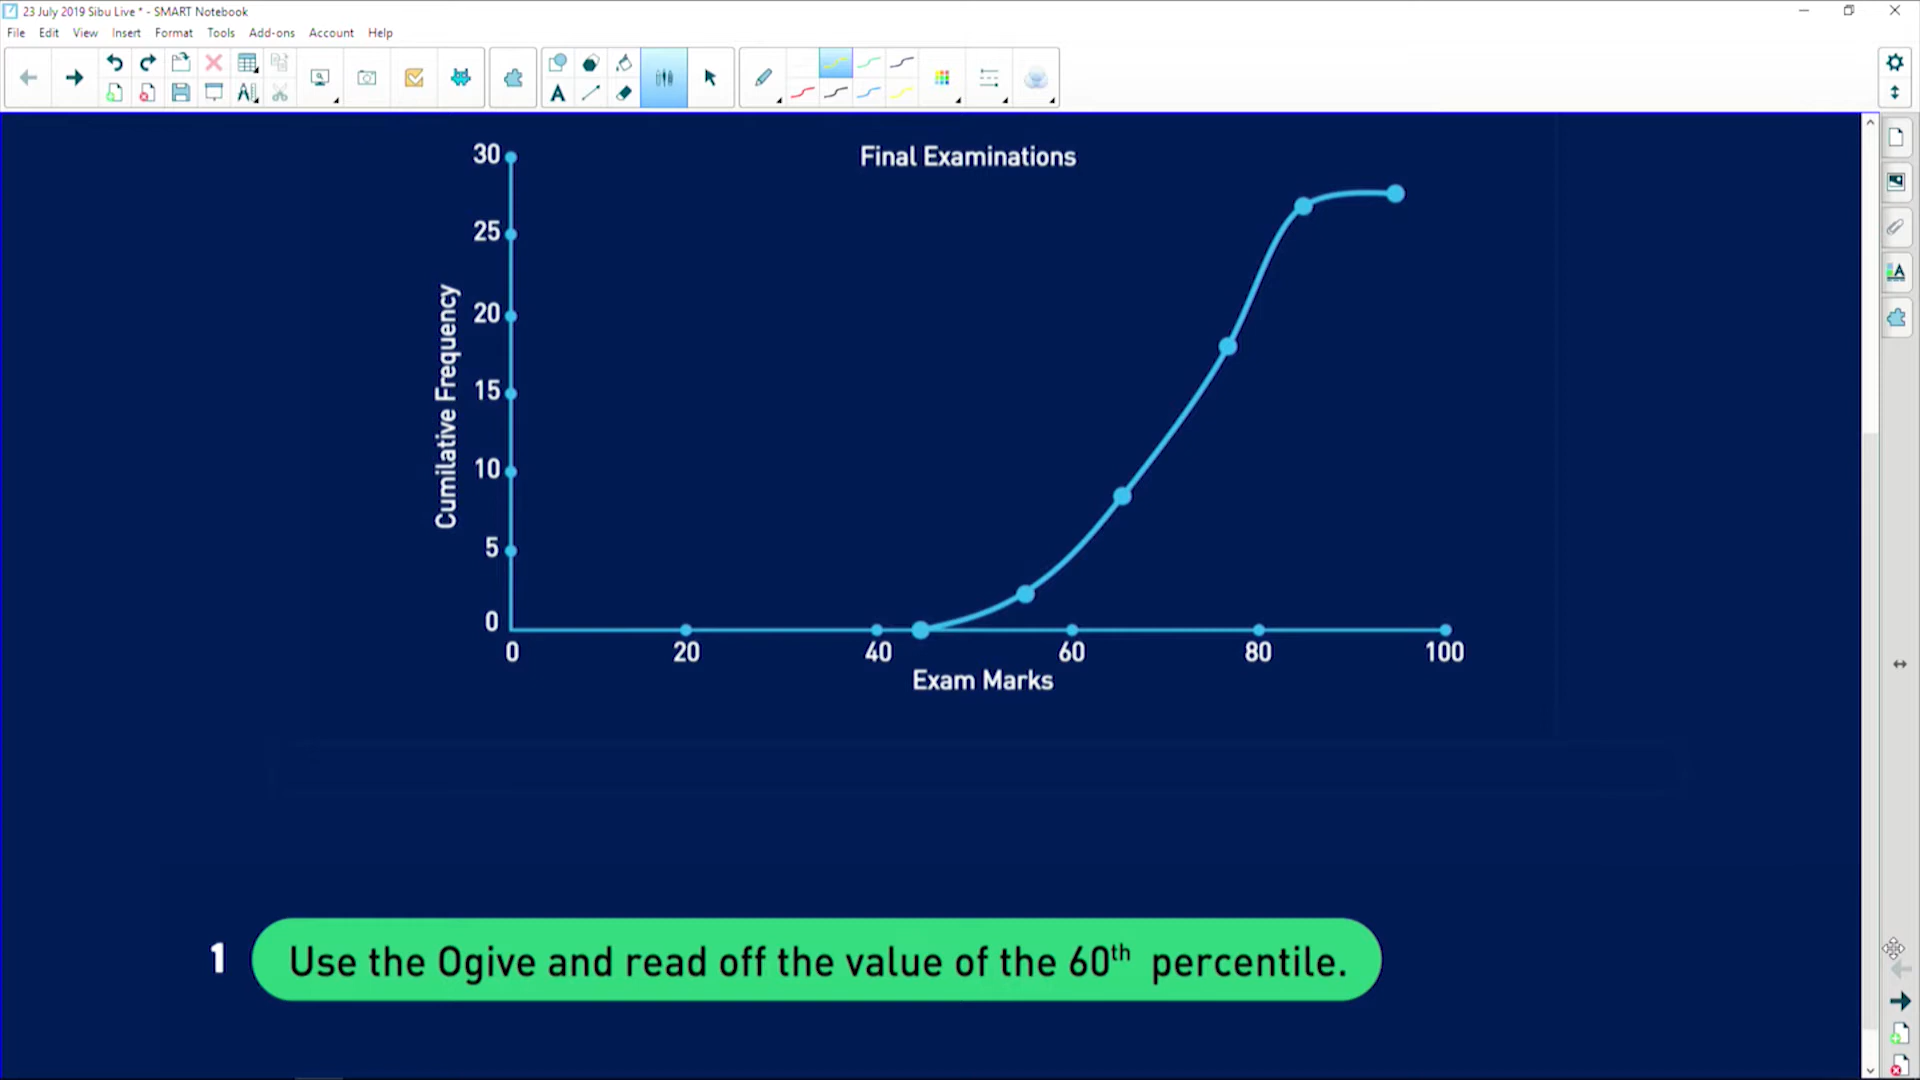 23 July 2019 Sibu Live * - SMART Notebook
File Edit View Insert Format Tools Add-ons Account Help
Final Examinations
30
25
20
15
10
5
0
Cumilative Frequency
0 20 40 60 80 100
Exam Marks
1 Use the Ogive and read off the value of the 60th percentile.